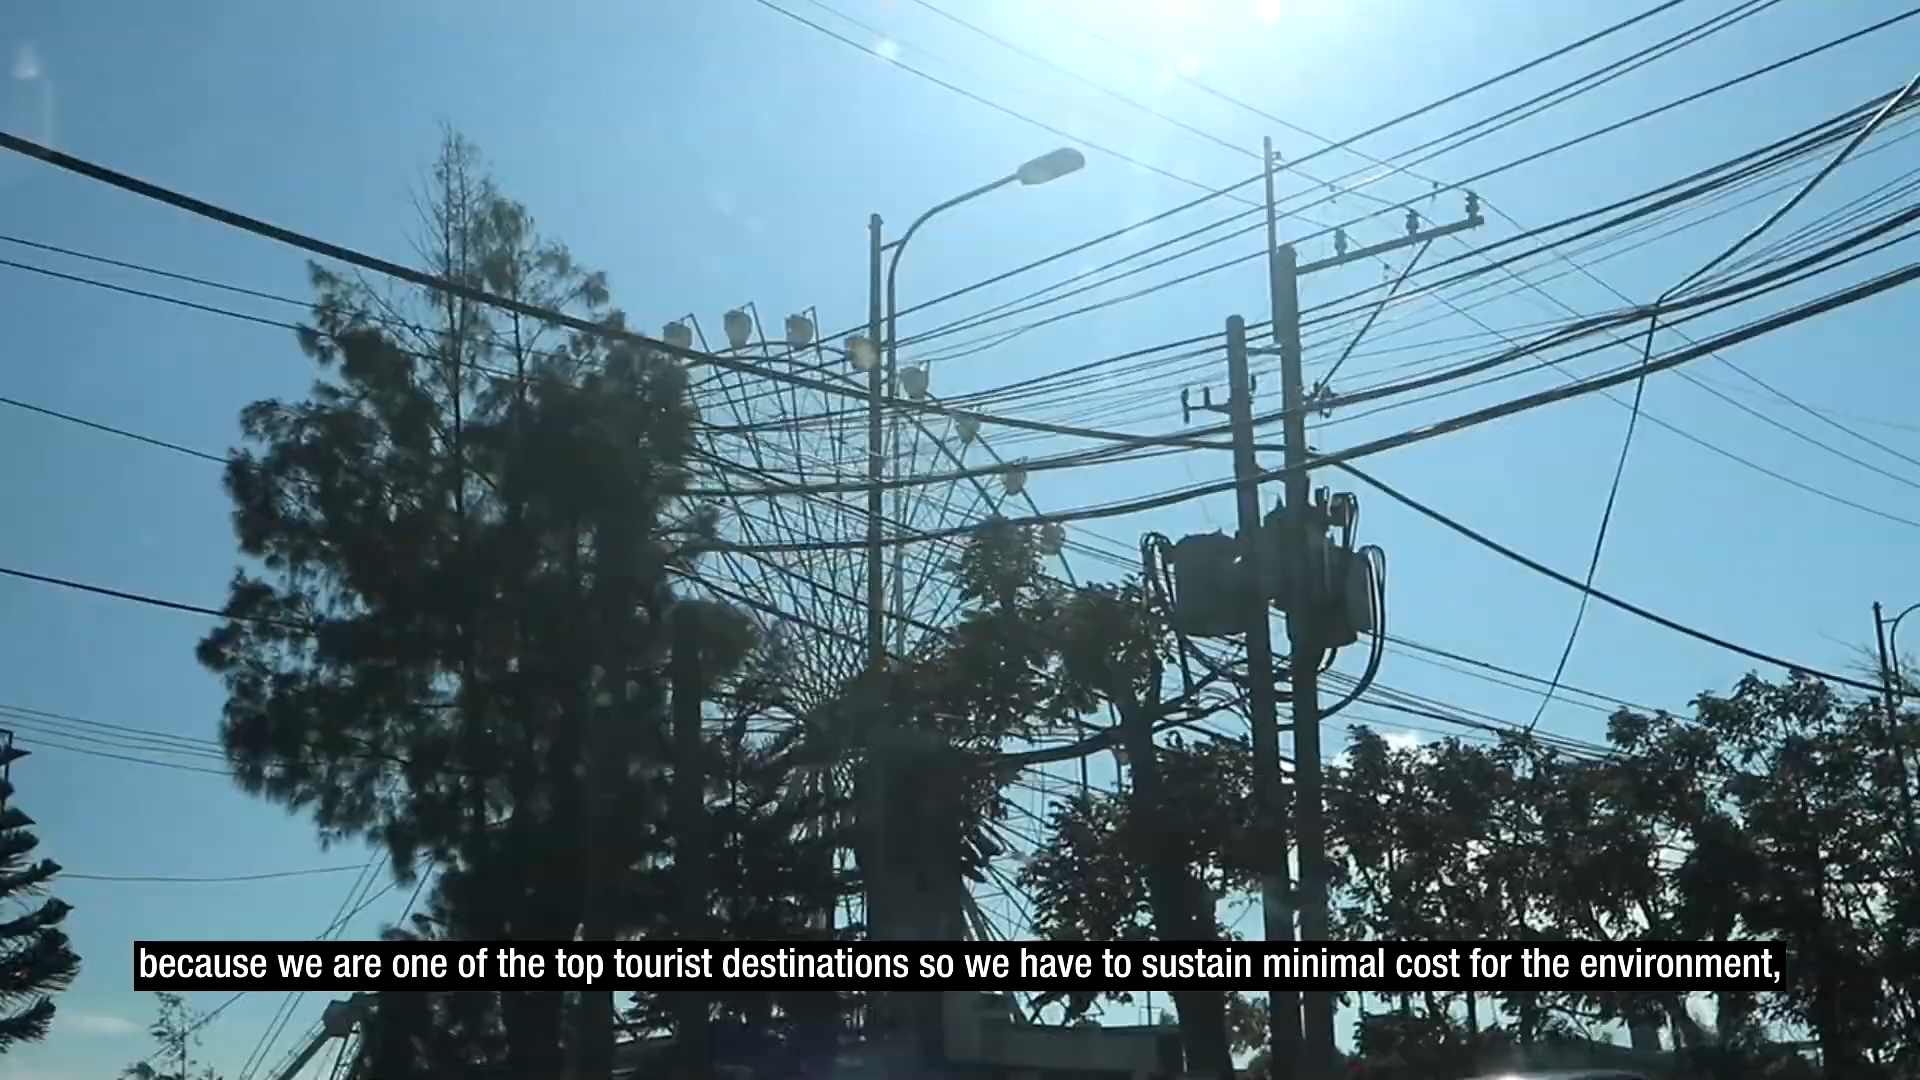 because we are one of the top tourist destinations so we have to sustain minimal cost for the environment,